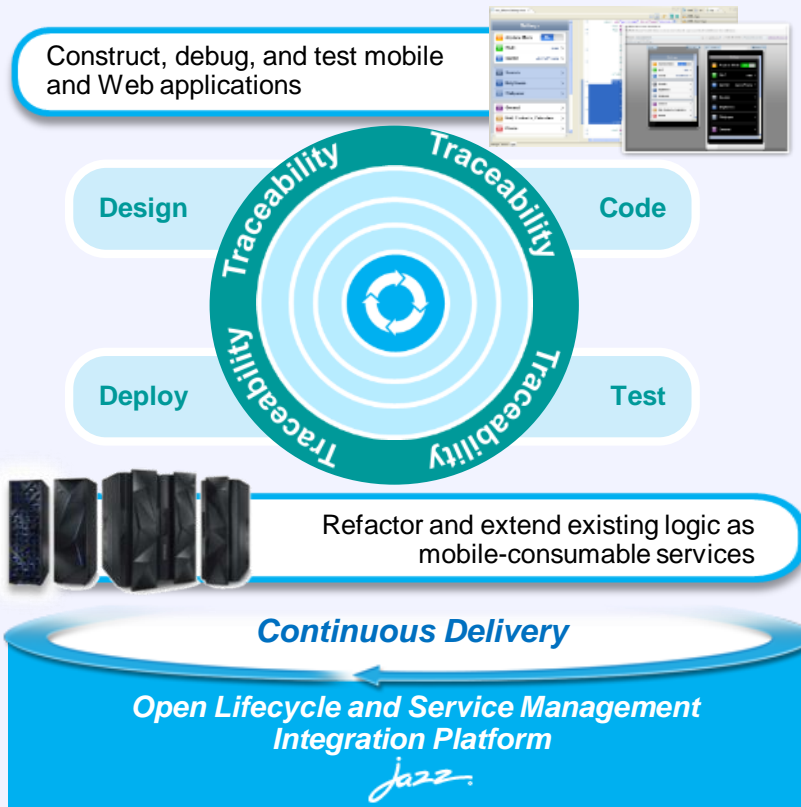 Construct, debug, and test mobile
and Web applications
Traceability
Traceability
Design
Code
Traceability
Traceability
Deploy
Test
Refactor and extend existing logic as
mobile-consumable services
Continuous Delivery
Open Lifecycle and Service Management
Integration Platform
jazz